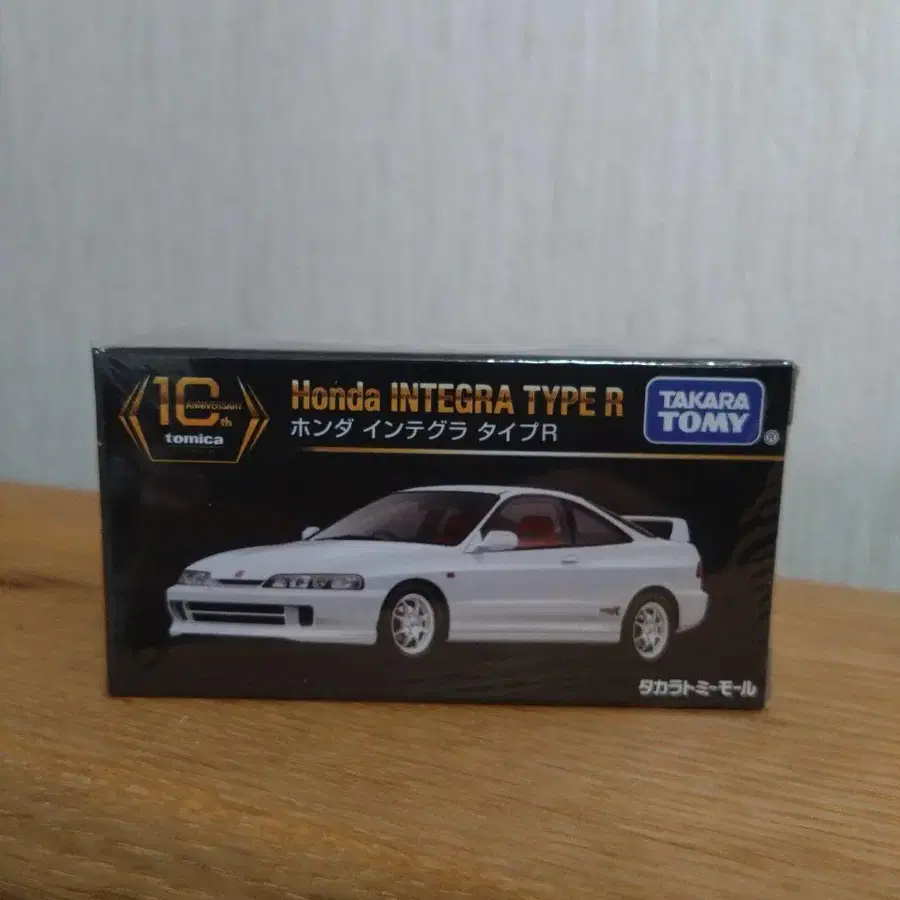 10th
ANNIVERSARY
tomica
Honda INTEGRA TYPE R
ホンダ インテグラ タイプR
TAKARA
TOMY
®
タカラトミーモール